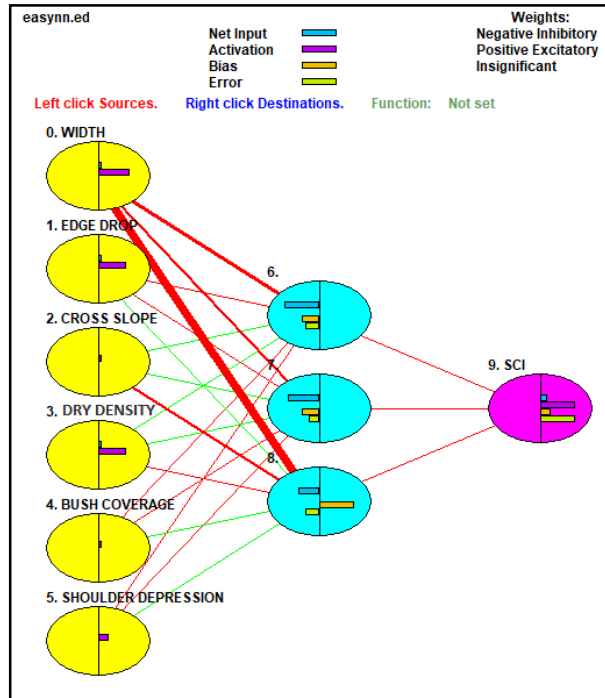 easynn.ed
Net Input
Activation
Bias
Error
Weights:
Negative Inhibitory
Positive Excitatory
Insignificant
Left click Sources. Right click Destinations. Function: Not set
0. WIDTH
1. EDGE DROP
2. CROSS SLOPE
3. DRY DENSITY
4. BUSH COVERAGE
5. SHOULDER DEPRESSION
6.
7.
8.
9. SCI